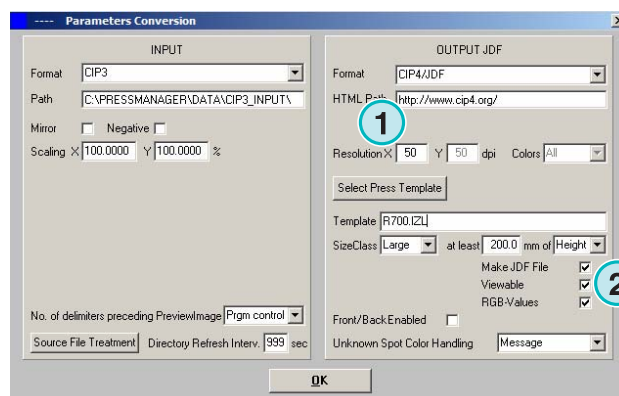 ---- Parameters Conversion
INPUT
Format CIP3
Path C:\PRESSMANAGER\DATA\CIP3_INPUT\
Mirror Negative
Scaling X 100.0000 Y 100.0000 %
No. of delimiters preceding PreviewImage Prgm control
Source File Treatment Directory Refresh Interv. 999 sec
OUTPUT JDF
Format CIP4/JDF
HTML Path http://www.cip4.org/
1
Resolution X 50 Y 50 dpi Colors All
Select Press Template
Template R700.IZL
SizeClass Large at least 200.0 mm of Height
Make JDF File
Viewable
2
RGB-Values
Front/Back Enabled
Unknown Spot Color Handling Message
OK